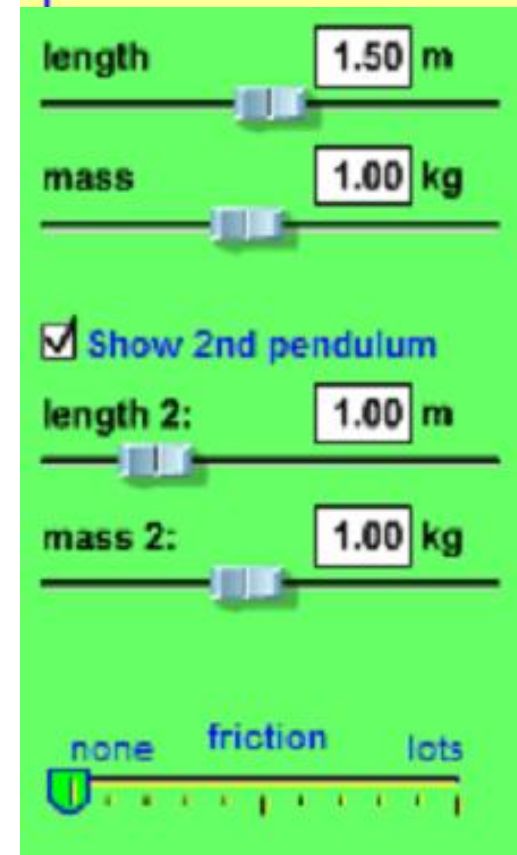 length 1.50 m
mass 1.00 kg
Show 2nd pendulum
length 2: 1.00 m
mass 2: 1.00 kg
friction
none lots